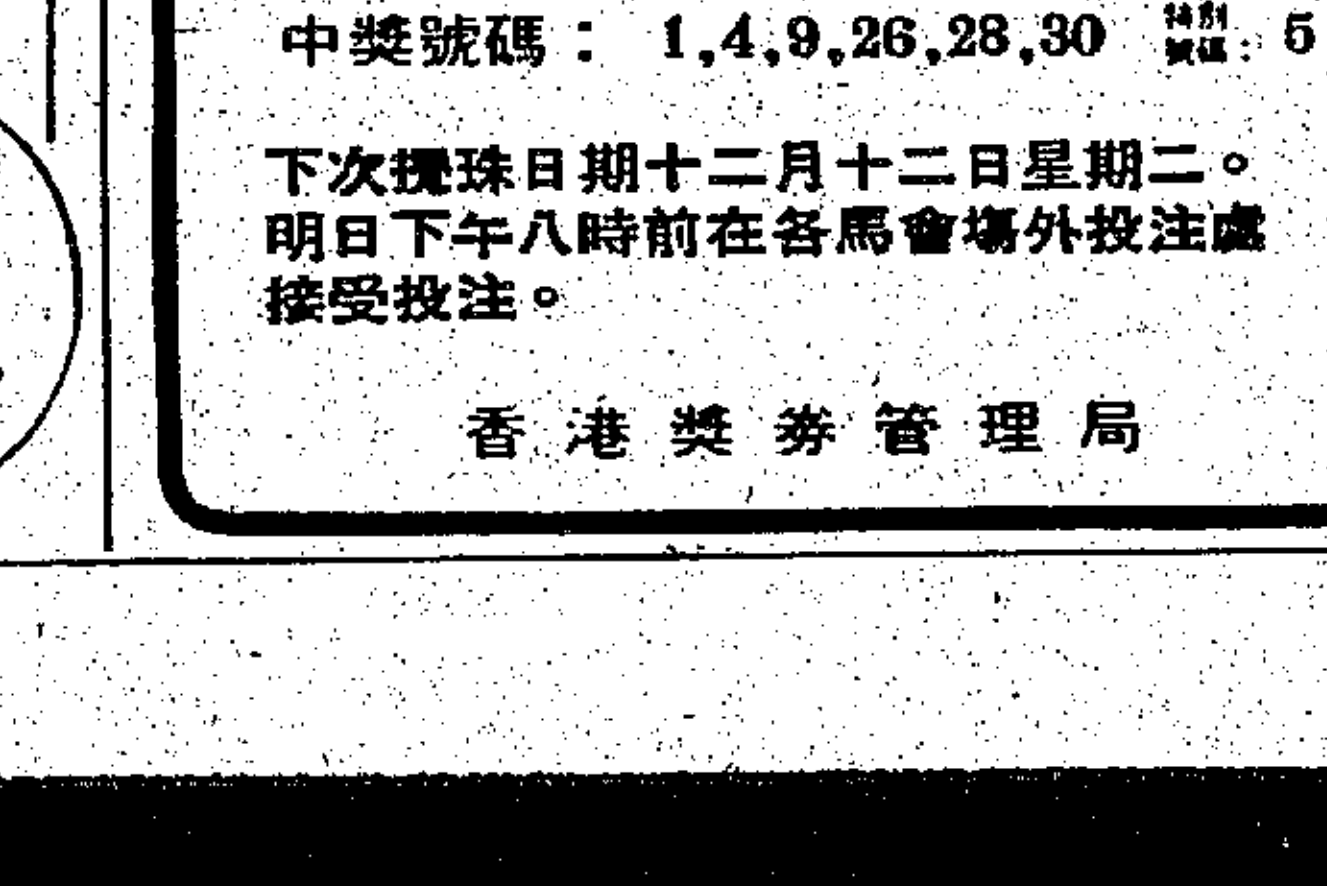 中獎號碼： 1,4,9,26,28,30 特別號碼：5
下次攪珠日期十二月十二日星期二。
明日下午八時前在各馬會塲外投注處
接受投注。
香港獎券管理局